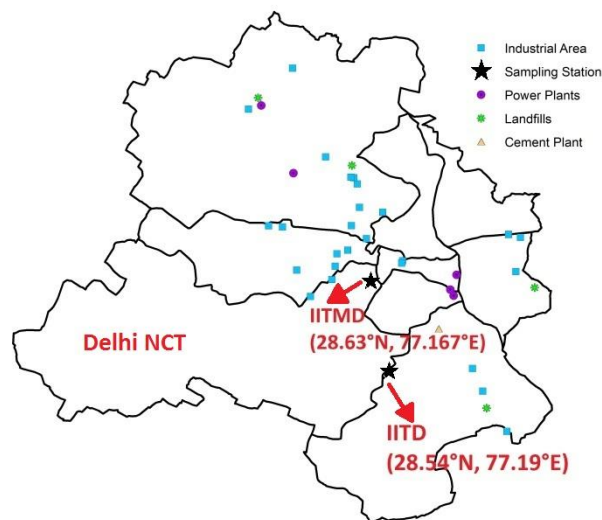 Industrial Area
Sampling Station
Power Plants
Landfills
Cement Plant
IITMD
Delhi NCT
(28.63°N, 77.167°E)
IITD
(28.54°N, 77.19°E)